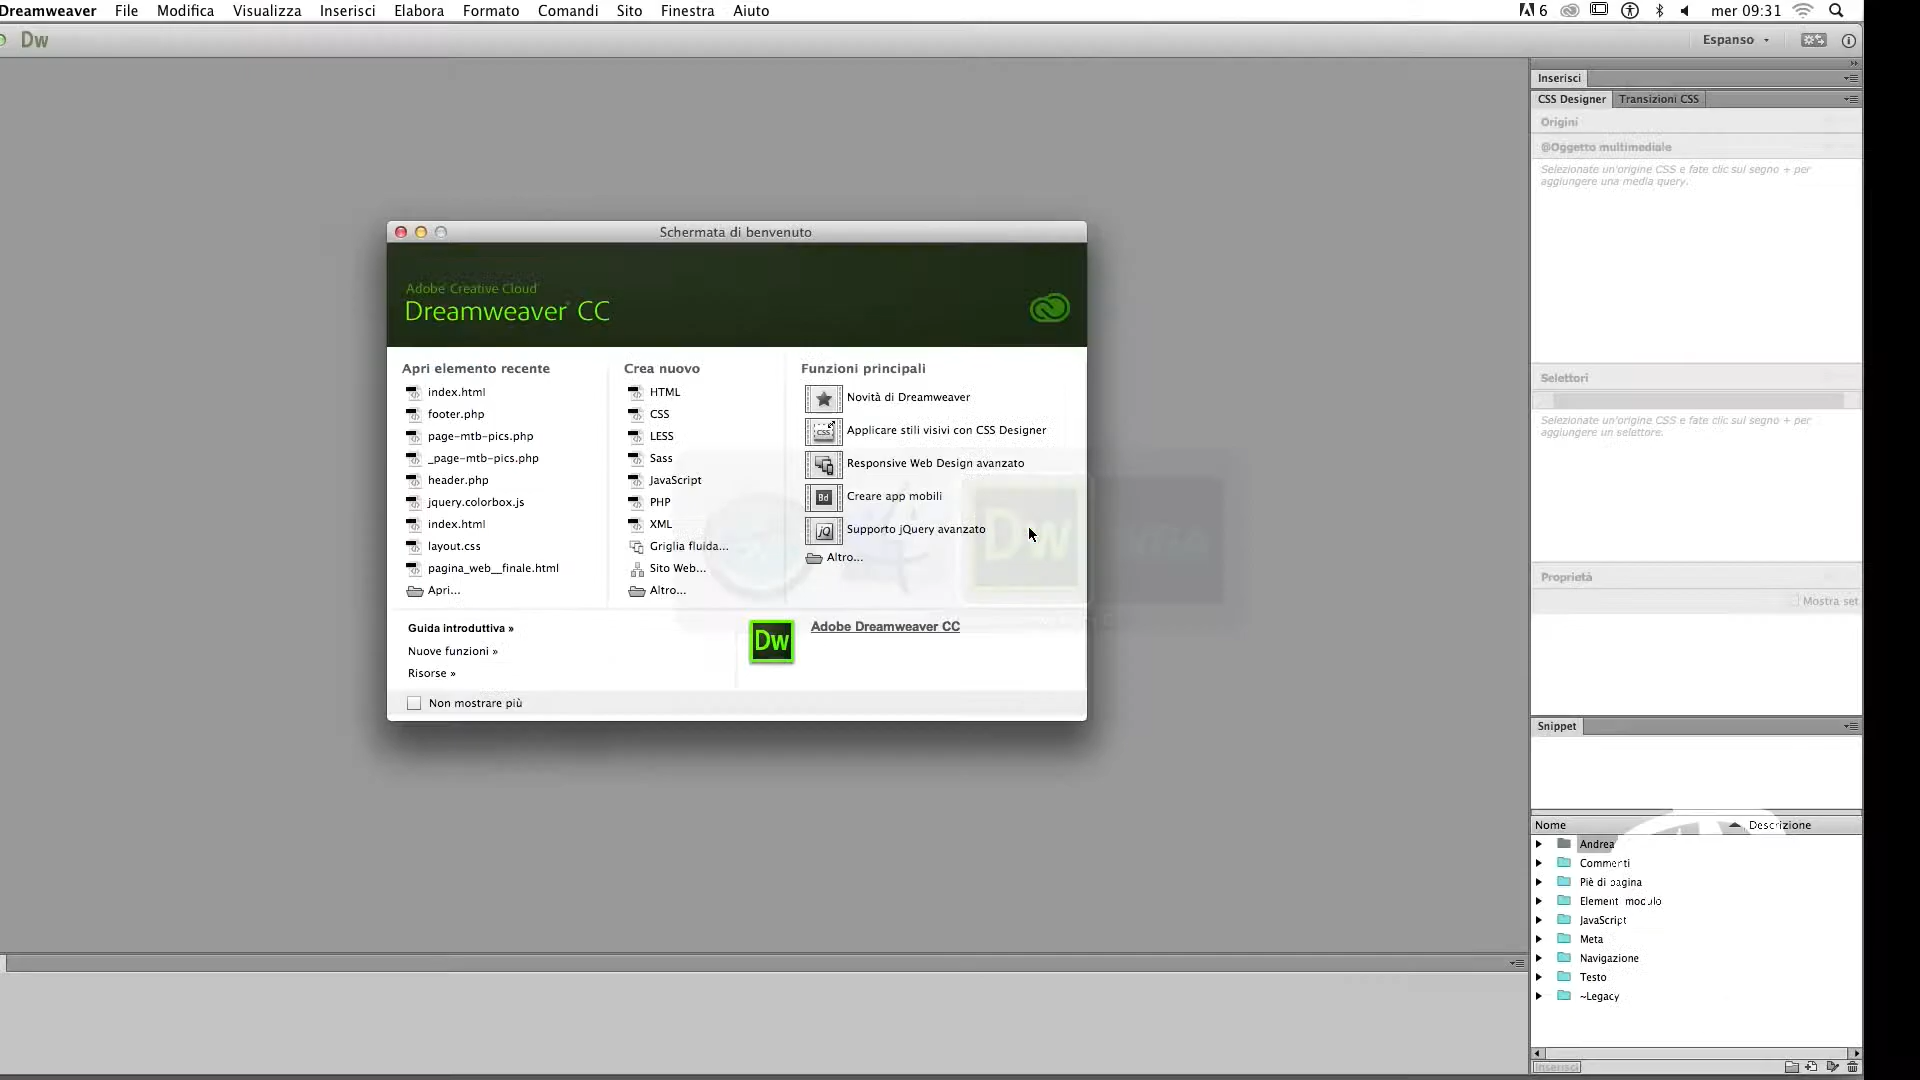 Dreamweaver File Modifica Visualizza Inserisci Elabora Formato Comandi Sito Finestra Aiuto 6 mer 09:31
Dw Espanso
Inserisci
CSS Designer Transizioni CSS
Origini
@Oggetto multimediale
Selezionate un'origine CSS e fate clic sul segno + per
aggiungere una media query.
Selettori
Selezionate un'origine CSS e fate clic sul segno + per
aggiungere un selettore.
Proprietà
Mostra set
Snippet
Nome Descrizione
Andrea
Commenti
Piè di pagina
JavaScript
Meta
Navigazione
Testo
~Legacy
Inserisci
Schermata di benvenuto
Adobe Creative Cloud
Dreamweaver CC
Apri elemento recente
index.html
footer.php
page-mtb-pics.php
_page-mtb-pics.php
header.php
jquery.colorbox.js
index.html
layout.css
pagina_web__finale.html
Apri...
Crea nuovo
HTML
CSS
LESS
Sass
JavaScript
PHP
XML
Griglia fluida...
Sito Web...
Altro...
Funzioni principali
Novità di Dreamweaver
CSS Applicare stili visivi con CSS Designer
Responsive Web Design avanzato
Bd Creare app mobili
jQ Supporto jQuery avanzato
Altro...
Dw
Guida introduttiva »
Nuove funzioni »
Risorse »
Dw Adobe Dreamweaver CC
Non mostrare più